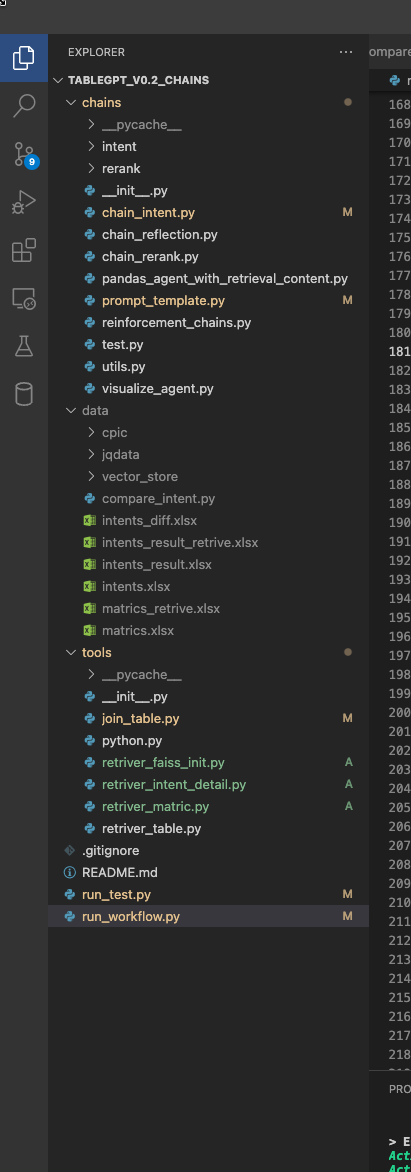 EXPLORER
ompare
TABLEGPT_V0.2_CHAINS
chains
__pycache__
intent
rerank
__init__.py
chain_intent.py M
chain_reflection.py
chain_rerank.py
pandas_agent_with_retrieval_content.py
prompt_template.py M
reinforcement_chains.py
test.py
utils.py
visualize_agent.py
data
cpic
jqdata
vector_store
compare_intent.py
intents_diff.xlsx
intents_result_retrive.xlsx
intents_result.xlsx
intents.xlsx
matrics_retrive.xlsx
matrics.xlsx
tools
__pycache__
__init__.py
join_table.py M
python.py
retriver_faiss_init.py A
retriver_intent_detail.py A
retriver_matric.py A
retriver_table.py
.gitignore
README.md
run_test.py M
run_workflow.py M
9
168
169
170
171
172
173
174
175
176
177
178
179
180
181
182
183
184
185
186
187
188
189
190
191
192
193
194
195
196
197
198
199
200
201
202
203
204
205
206
207
208
209
210
211
212
213
214
215
216
217
218
PRO
> E
Act
Act